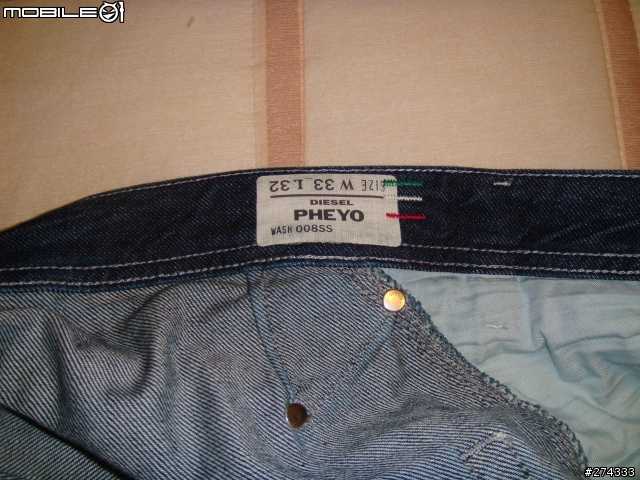 MOBILE01
SIZE W 33 L 32
DIESEL
PHEYO
WASH 008SS
#274333